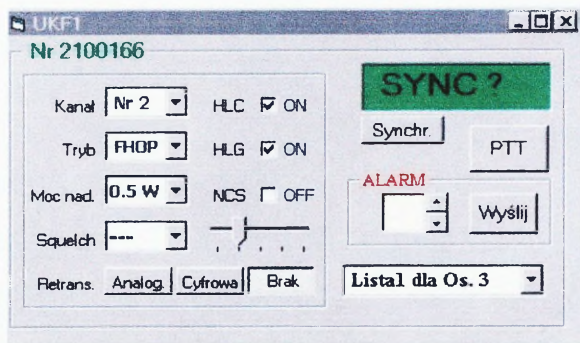 UKF1
Nr 2100166
Kanał Nr 2 HLC ON
Tryb FHOP HLG ON
Moc nad. 0.5 W NCS OFF
Squelch ---
Retrans. Analog. Cyfrowa Brak
SYNC ?
Synchr. PTT
ALARM
Wyślij
Lista1 dla Os. 3